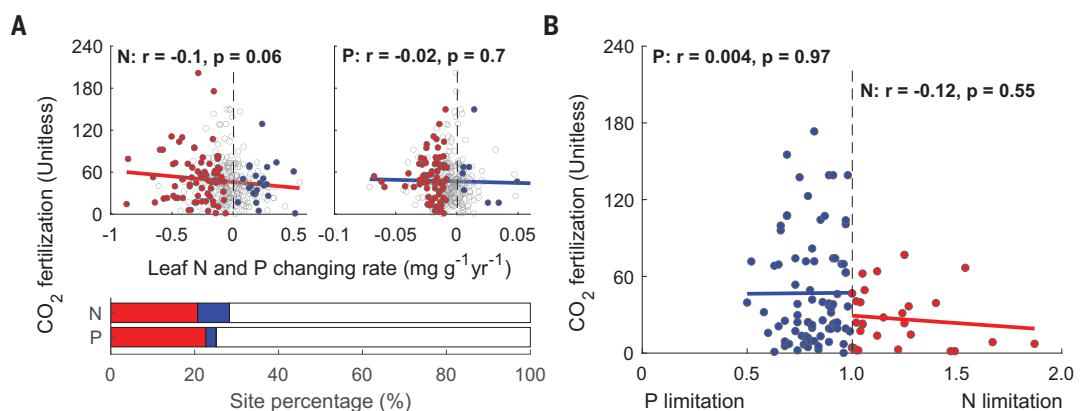 A
N: r = -0.1, p = 0.06
P: r = -0.02, p = 0.7
CO2 fertilization (Unitless)
240
180
120
60
0
-1
-0.5
0
0.5
-0.1
-0.05
0
0.05
Leaf N and P changing rate (mg g-1yr-1)
N
P
0
20
40
60
80
100
Site percentage (%)
B
P: r = 0.004, p = 0.97
N: r = -0.12, p = 0.55
CO2 fertilization (Unitless)
240
180
120
60
0
0
0.5
1.0
1.5
2.0
P limitation
N limitation